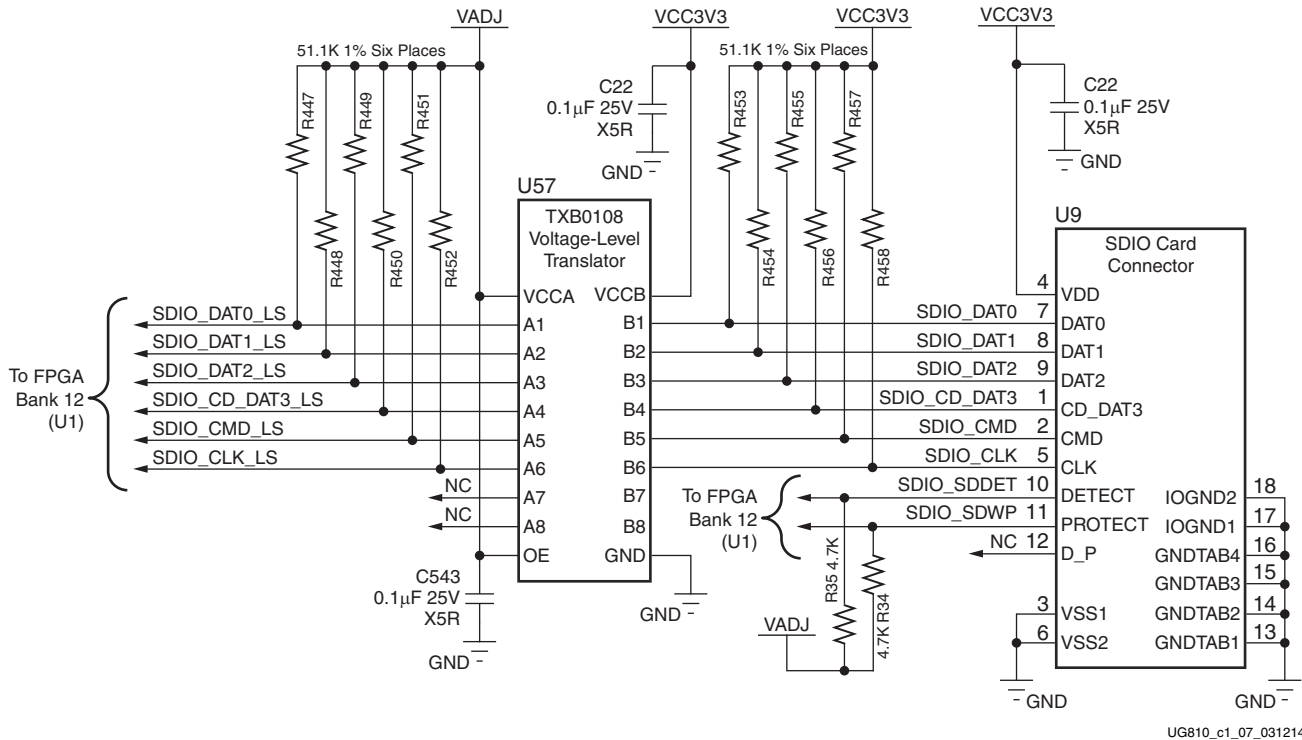 VADJ
VCC3V3
VCC3V3
VCC3V3
51.1K 1% Six Places
51.1K 1% Six Places
R447
R449
R451
R448
R450
R452
C22
0.1µF 25V
X5R
GND
R453
R455
R457
R454
R456
R458
C22
0.1µF 25V
X5R
GND
U57
TXB0108
Voltage-Level
Translator
VCCA
VCCB
A1
B1
A2
B2
A3
B3
A4
B4
A5
B5
A6
B6
A7
B7
A8
B8
OE
GND
To FPGA
Bank 12
(U1)
SDIO_DAT0_LS
SDIO_DAT1_LS
SDIO_DAT2_LS
SDIO_CD_DAT3_LS
SDIO_CMD_LS
SDIO_CLK_LS
NC
NC
C543
0.1µF 25V
X5R
GND
GND
SDIO_DAT0
SDIO_DAT1
SDIO_DAT2
SDIO_CD_DAT3
SDIO_CMD
SDIO_CLK
SDIO_SDDET
SDIO_SDWP
NC
To FPGA
Bank 12
(U1)
R35 4.7K
4.7K R34
VADJ
U9
SDIO Card
Connector
4 VDD
7 DAT0
8 DAT1
9 DAT2
1 CD_DAT3
2 CMD
5 CLK
10 DETECT
11 PROTECT
12 D_P
3 VSS1
6 VSS2
IOGND2 18
IOGND1 17
GNDTAB4 16
GNDTAB3 15
GNDTAB2 14
GNDTAB1 13
GND
GND
UG810_c1_07_031214